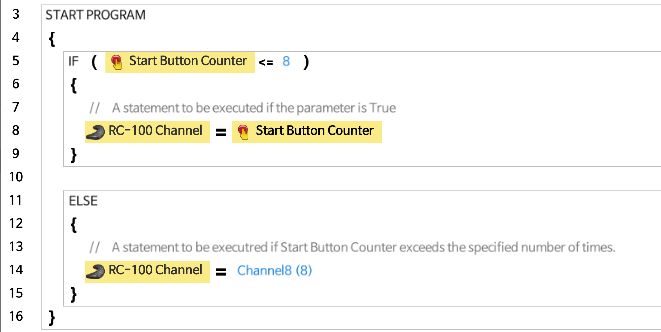 3 START PROGRAM
4 {
5 IF ( Start Button Counter <= 8 )
6 {
7 // A statement to be executed if the parameter is True
8 RC-100 Channel = Start Button Counter
9 }
10
11 ELSE
12 {
13 // A statement to be executred if Start Button Counter exceeds the specified number of times.
14 RC-100 Channel = Channel8 (8)
15 }
16 }